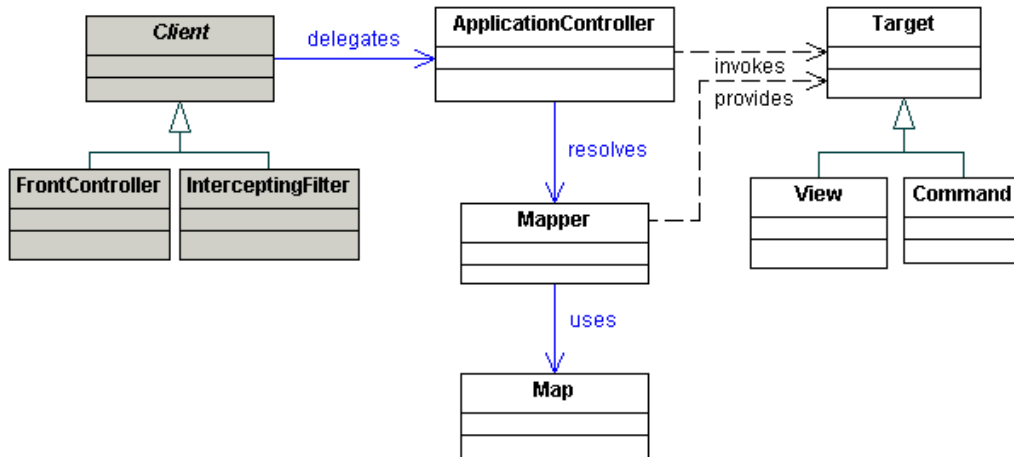 Client
delegates
ApplicationController
Target
invokes
provides
resolves
FrontController
InterceptingFilter
Mapper
View
Command
uses
Map